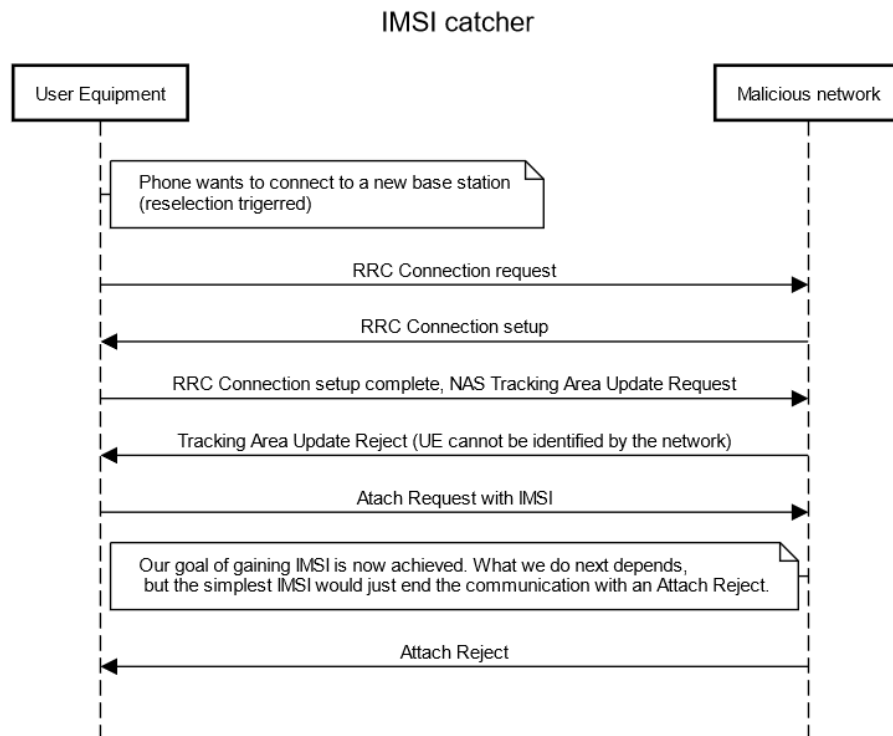 IMSI catcher
User Equipment
Malicious network
Phone wants to connect to a new base station
(reselection trigerred)
RRC Connection request
RRC Connection setup
RRC Connection setup complete, NAS Tracking Area Update Request
Tracking Area Update Reject (UE cannot be identified by the network)
Atach Request with IMSI
Our goal of gaining IMSI is now achieved. What we do next depends,
but the simplest IMSI would just end the communication with an Attach Reject.
Attach Reject